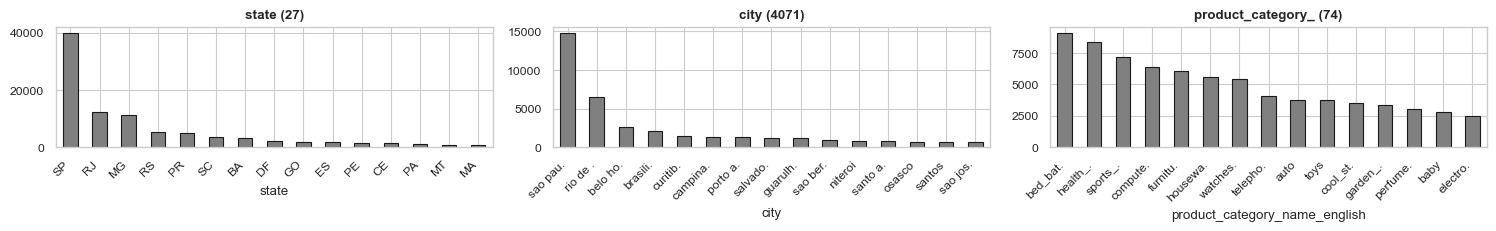 state (27)
40000
20000
0
SP
RJ
MG
RS
PR
SC
BA
DF
GO
ES
PE
CE
PA
MT
MA
state
city (4071)
15000
10000
5000
0
sao pau.
rio de .
belo ho.
brasili.
curitib.
campina.
porto a.
salvado.
guarulh.
sao ber.
niteroi
santo a.
osasco
santos
sao jos.
city
product_category_ (74)
7500
5000
2500
0
bed_bat.
health_.
sports_.
compute.
furnitu.
housewa.
watches.
telepho.
auto
toys
cool_st.
garden_.
perfume.
baby
electro.
product_category_name_english